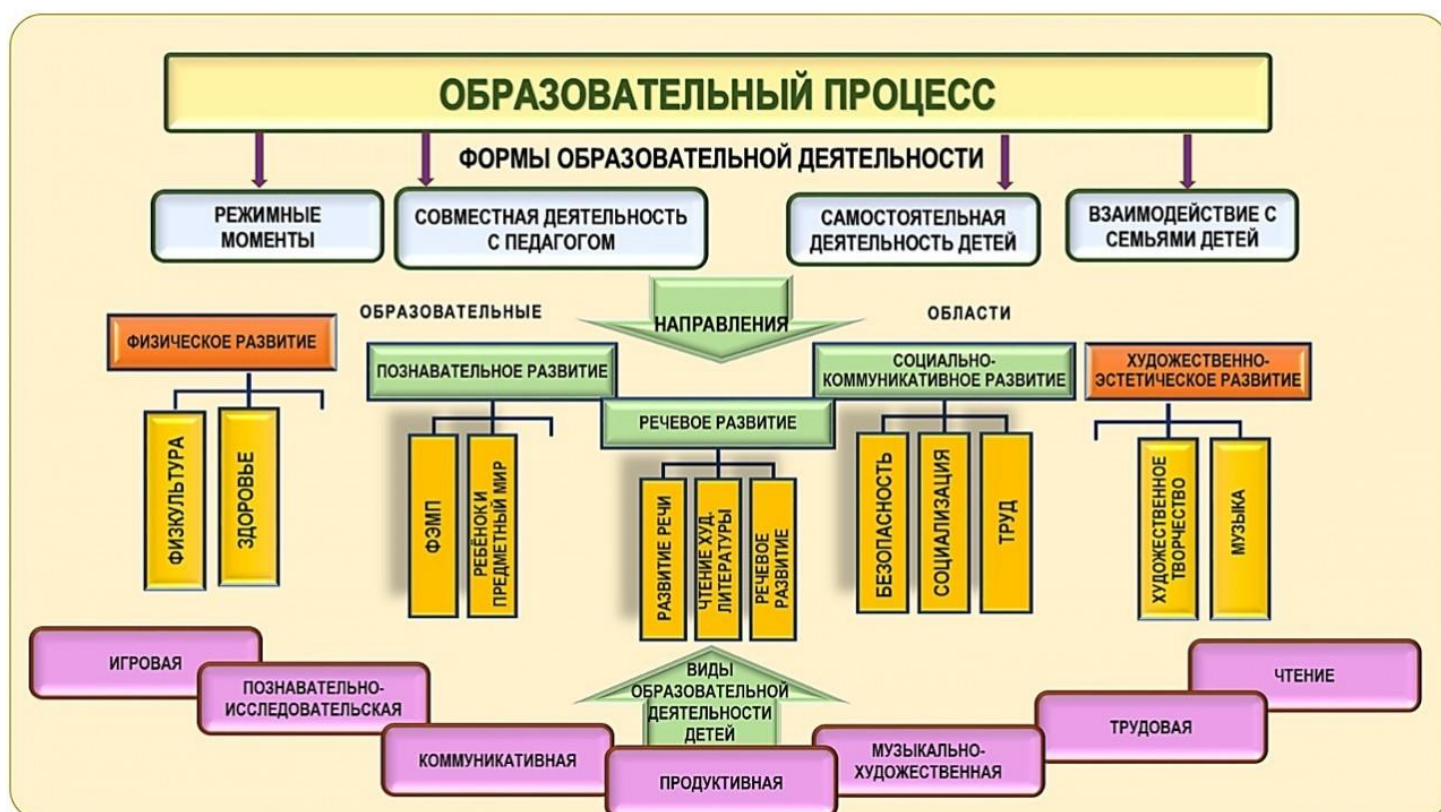 ОБРАЗОВАТЕЛЬНЫЙ ПРОЦЕСС
ФОРМЫ ОБРАЗОВАТЕЛЬНОЙ ДЕЯТЕЛЬНОСТИ
РЕЖИМНЫЕ
МОМЕНТЫ
СОВМЕСТНАЯ ДЕЯТЕЛЬНОСТЬ
С ПЕДАГОГОМ
САМОСТОЯТЕЛЬНАЯ
ДЕЯТЕЛЬНОСТЬ ДЕТЕЙ
ВЗАИМОДЕЙСТВИЕ С
СЕМЬЯМИ ДЕТЕЙ
ОБРАЗОВАТЕЛЬНЫЕ
НАПРАВЛЕНИЯ
ОБЛАСТИ
ФИЗИЧЕСКОЕ РАЗВИТИЕ
ПОЗНАВАТЕЛЬНОЕ РАЗВИТИЕ
РЕЧЕВОЕ РАЗВИТИЕ
СОЦИАЛЬНО-
КОММУНИКАТИВНОЕ РАЗВИТИЕ
ХУДОЖЕСТВЕННО-
ЭСТЕТИЧЕСКОЕ РАЗВИТИЕ
ФИЗКУЛЬТУРА
ЗДОРОВЬЕ
ФЭМП
РЕБЁНОК И
ПРЕДМЕТНЫЙ МИР
РАЗВИТИЕ РЕЧИ
ЧТЕНИЕ ХУД.
ЛИТЕРАТУРЫ
РЕЧЕВОЕ
РАЗВИТИЕ
БЕЗОПАСНОСТЬ
СОЦИАЛИЗАЦИЯ
ТРУД
ХУДОЖЕСТВЕННОЕ
ТВОРЧЕСТВО
МУЗЫКА
ВИДЫ
ОБРАЗОВАТЕЛЬНОЙ
ДЕЯТЕЛЬНОСТИ
ДЕТЕЙ
ИГРОВАЯ
ПОЗНАВАТЕЛЬНО-
ИССЛЕДОВАТЕЛЬСКАЯ
КОММУНИКАТИВНАЯ
ПРОДУКТИВНАЯ
МУЗЫКАЛЬНО-
ХУДОЖЕСТВЕННАЯ
ТРУДОВАЯ
ЧТЕНИЕ